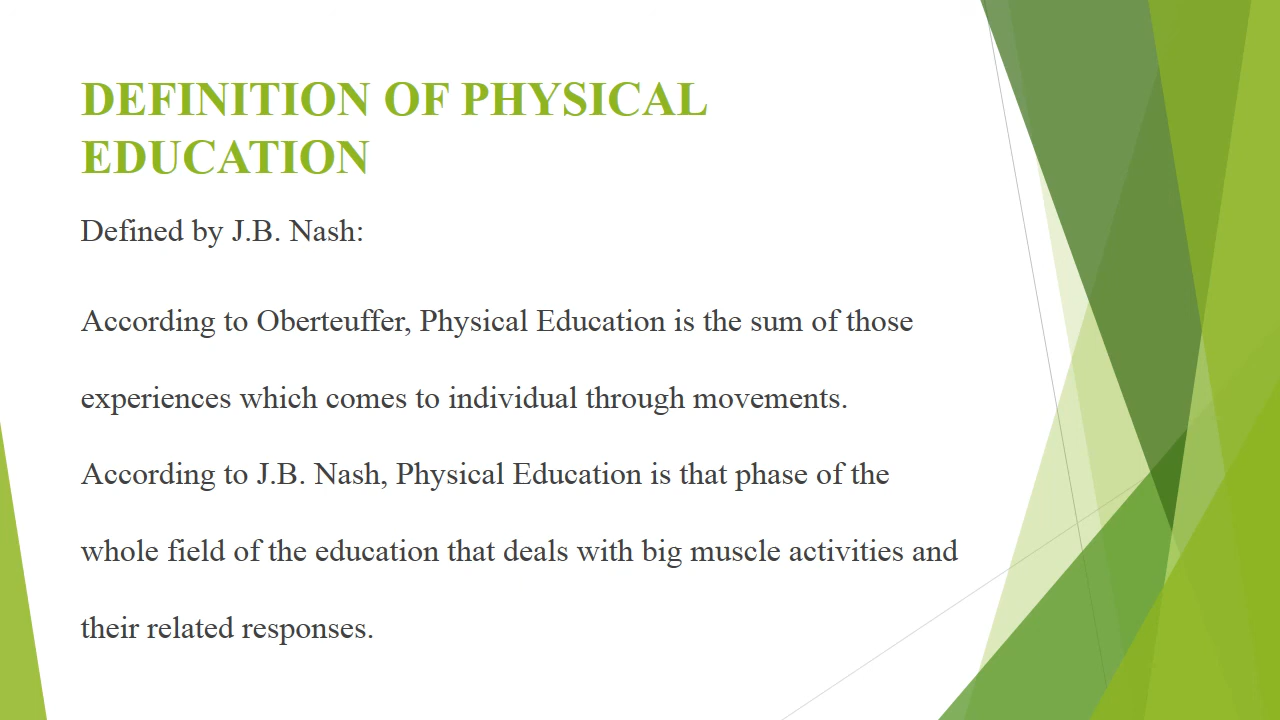 DEFINITION OF PHYSICAL
EDUCATION
Defined by J.B. Nash:
According to Oberteuffer, Physical Education is the sum of those
experiences which comes to individual through movements.
According to J.B. Nash, Physical Education is that phase of the
whole field of the education that deals with big muscle activities and
their related responses.